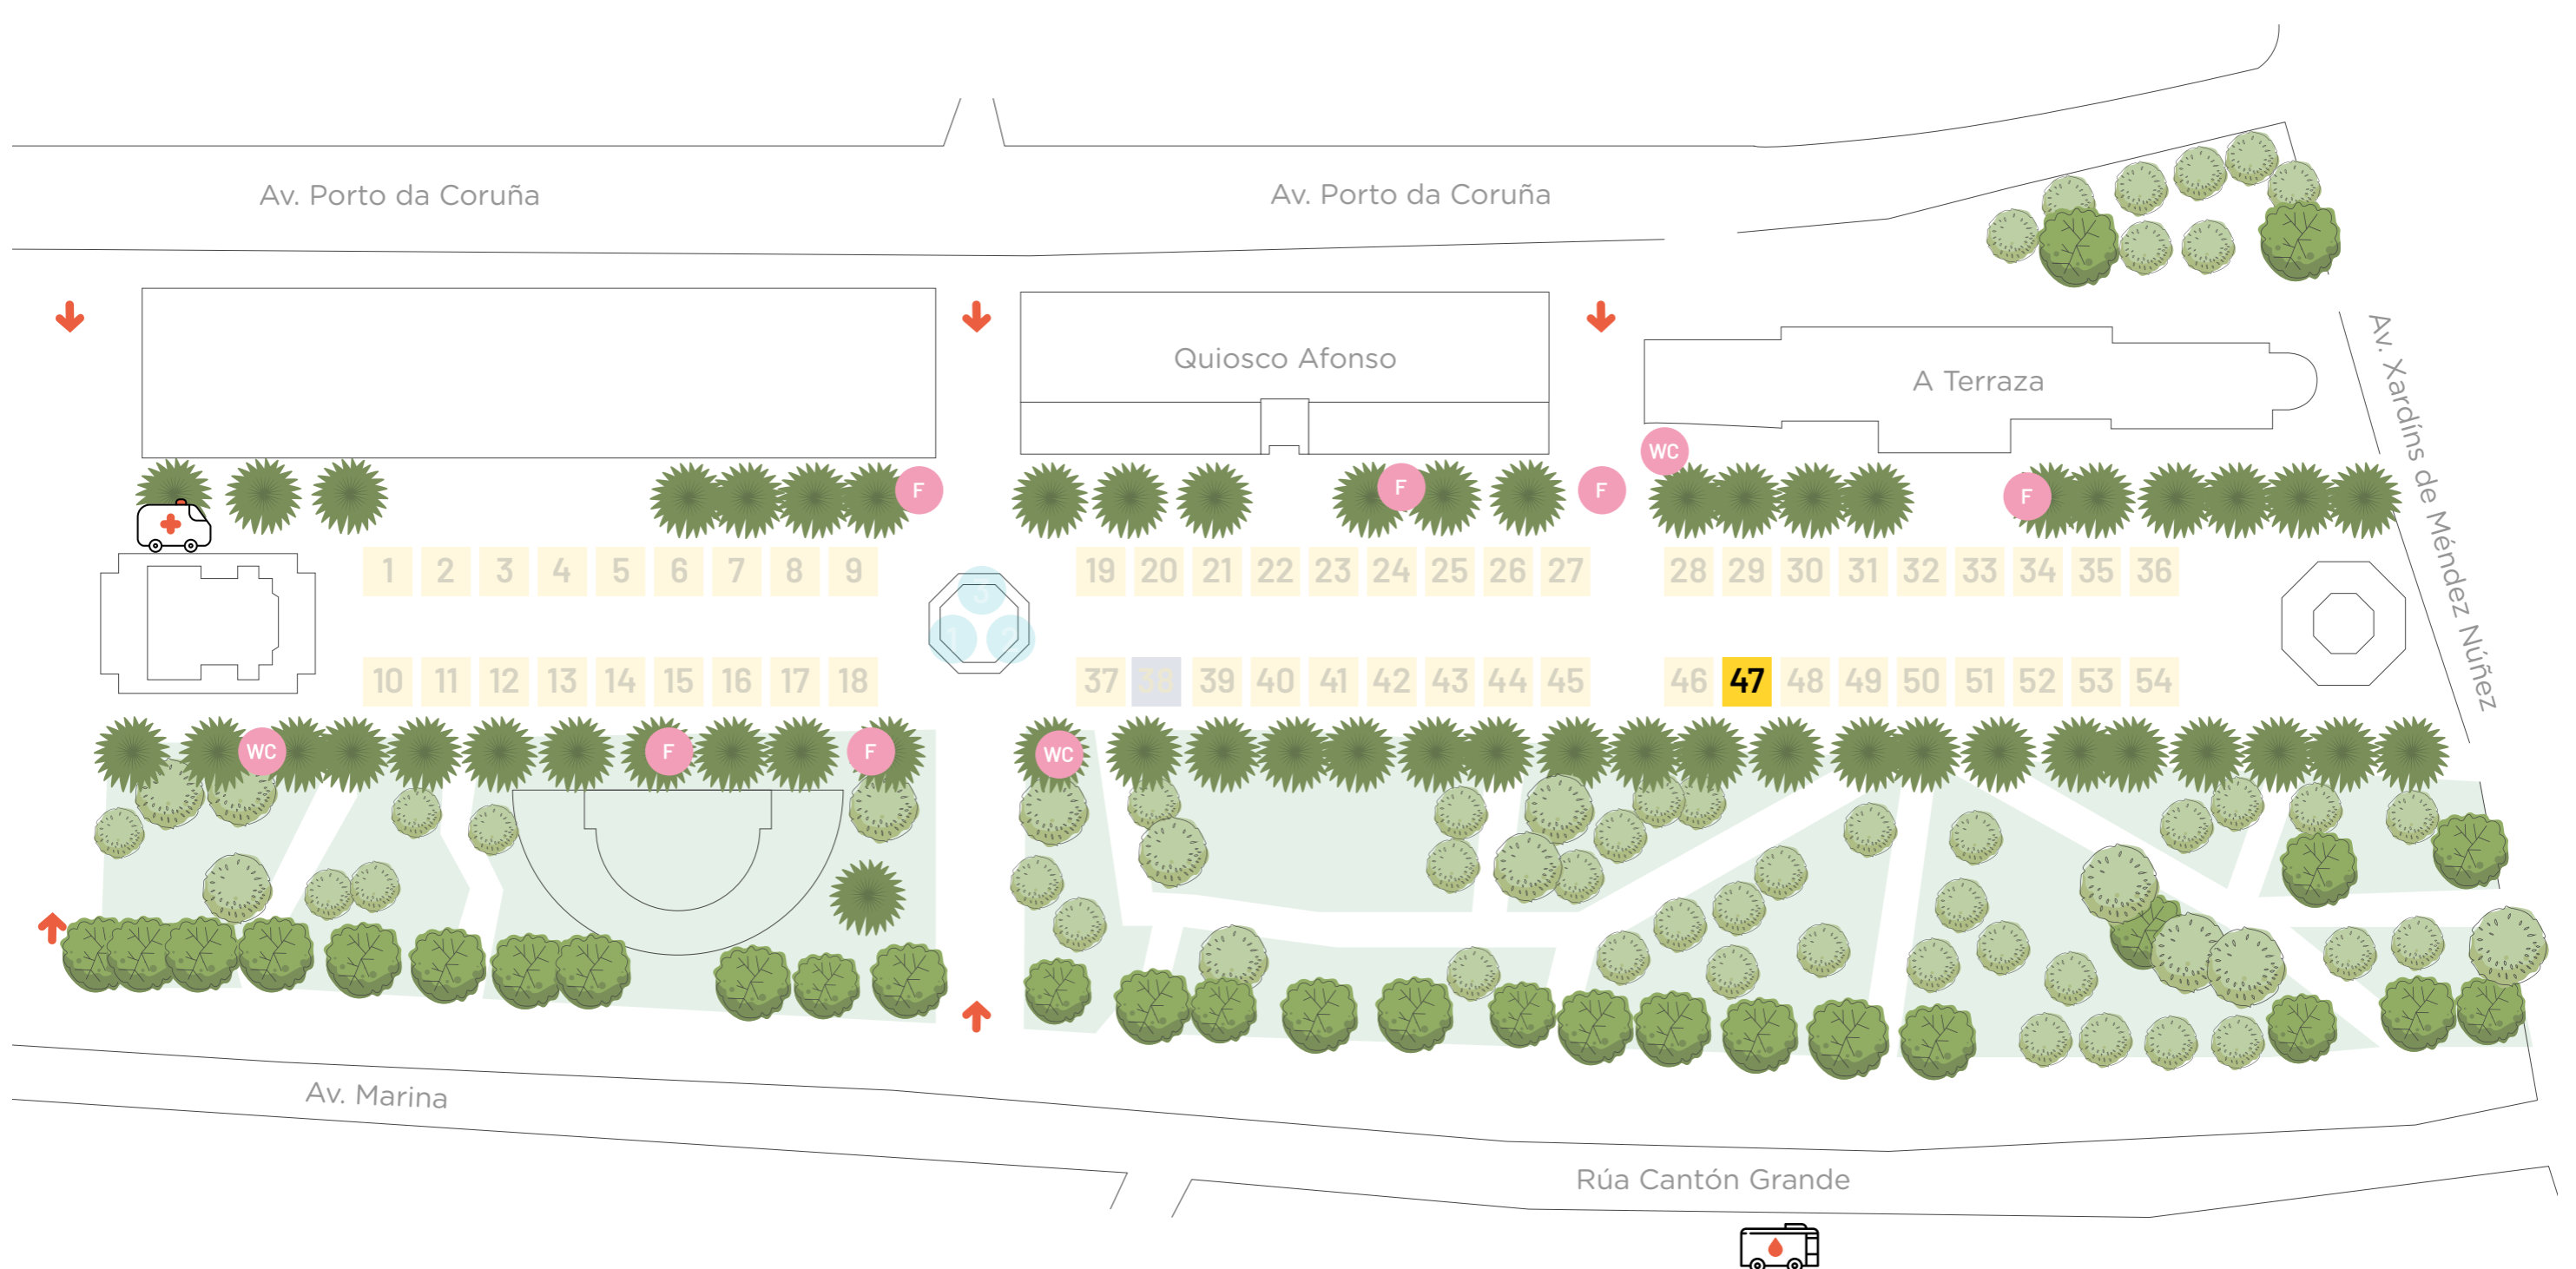 Av. Porto da Coruña
Av. Porto da Coruña
Quiosco Afonso
A Terraza
Av. Xardíns de Méndez Núñez
WC
F
F
F
F
1 2 3 4 5 6 7 8 9
3
19 20 21 22 23 24 25 26 27
28 29 30 31 32 33 34 35 36
1 2
10 11 12 13 14 15 16 17 18
37 38 39 40 41 42 43 44 45
46 47 48 49 50 51 52 53 54
WC
F
F
WC
Av. Marina
Rúa Cantón Grande